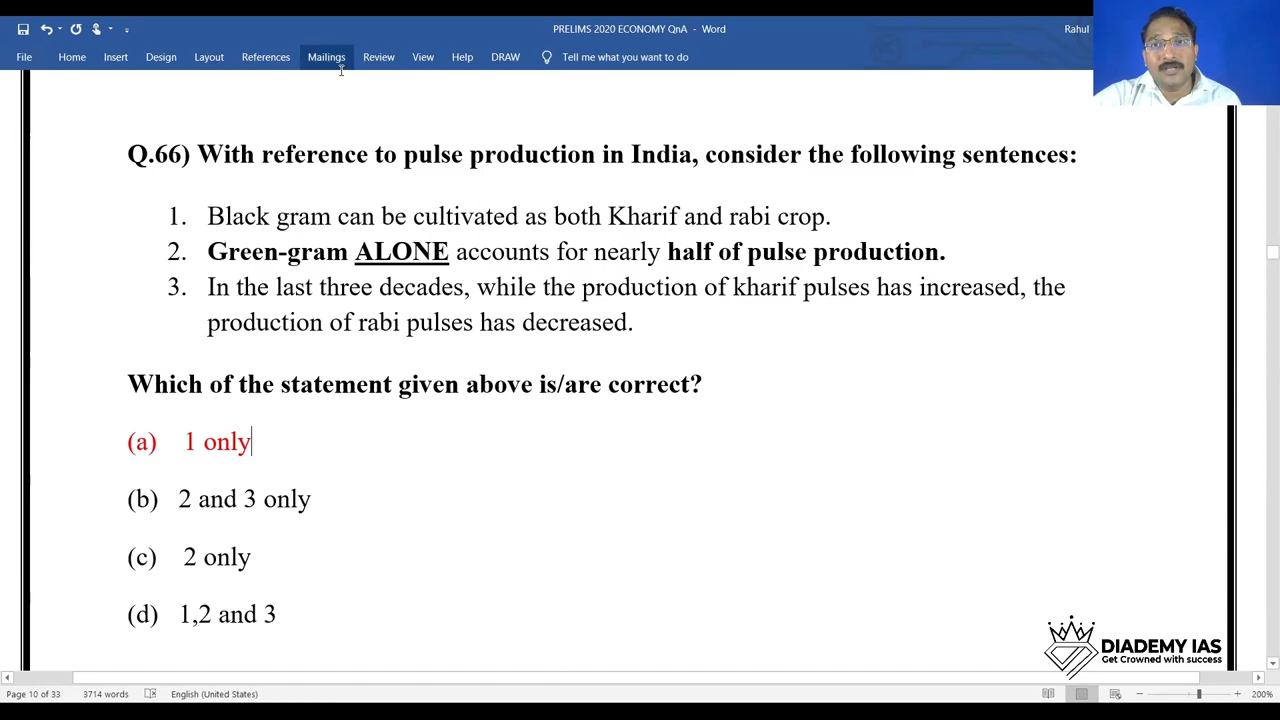 PRELIMS 2020 ECONOMY QnA - Word
Rahul
File Home Insert Design Layout References Mailings Review View Help DRAW Tell me what you want to do
Q.66) With reference to pulse production in India, consider the following sentences:
1. Black gram can be cultivated as both Kharif and rabi crop.
2. Green-gram ALONE accounts for nearly half of pulse production.
3. In the last three decades, while the production of kharif pulses has increased, the
production of rabi pulses has decreased.
Which of the statement given above is/are correct?
(a) 1 only
(b) 2 and 3 only
(c) 2 only
(d) 1,2 and 3
DIADEMY IAS
Get Crowned with success
Page 10 of 33 3714 words English (United States) 200%